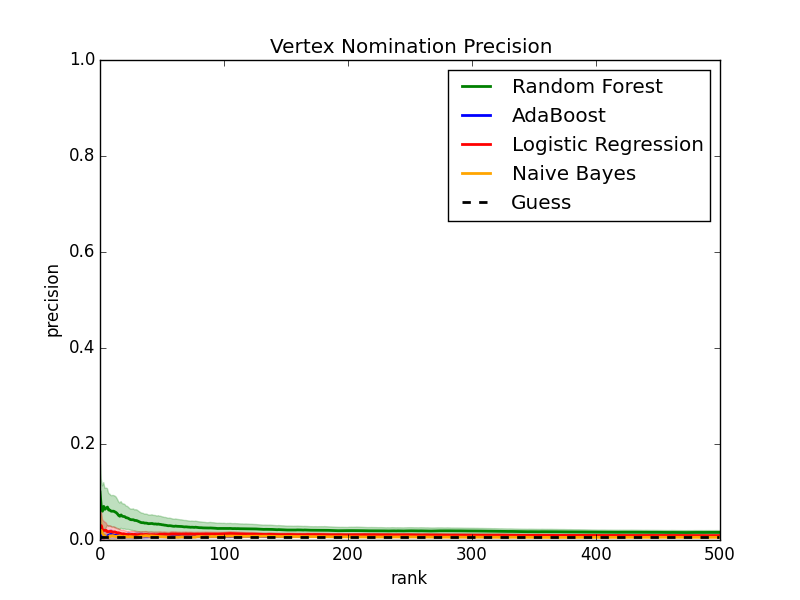 Vertex Nomination Precision
1.0
0.8
0.6
0.4
0.2
0.0
precision
Random Forest
AdaBoost
Logistic Regression
Naive Bayes
Guess
0 100 200 300 400 500
rank